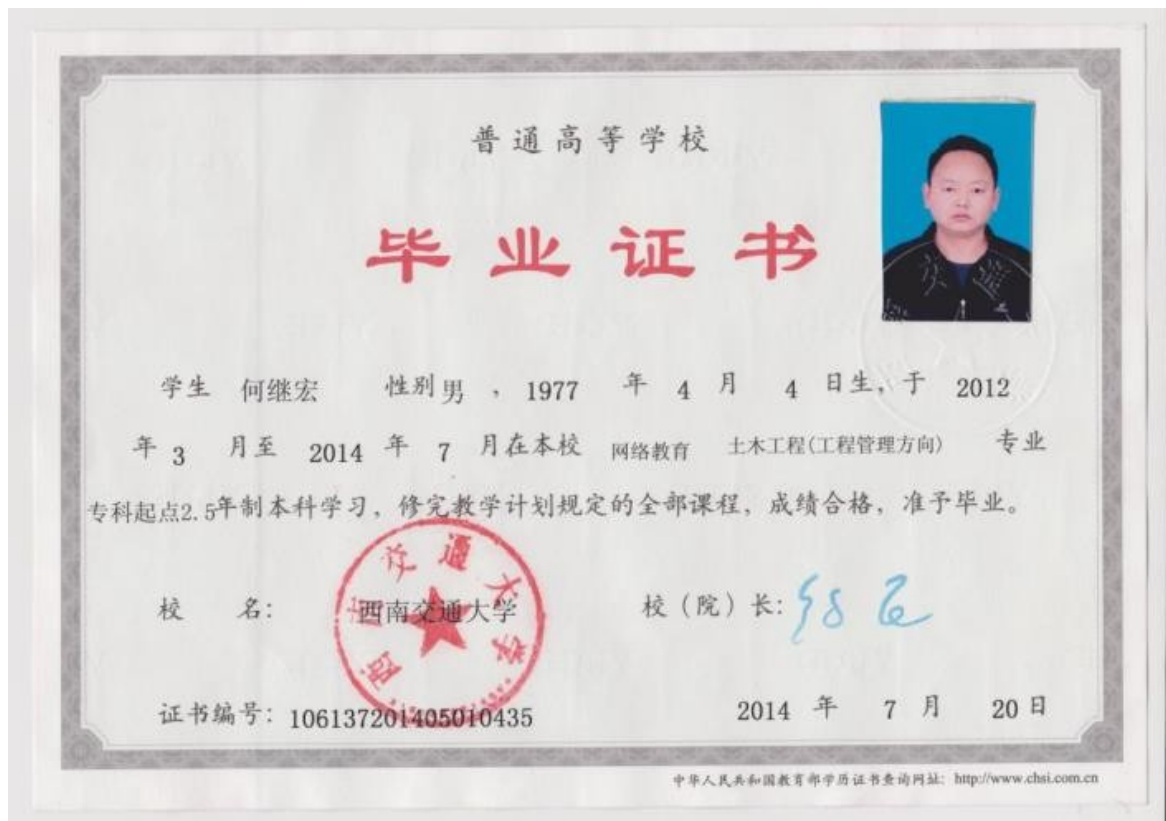 普通高等学校
毕业证书
学生 何继宏 性别 男 , 1977 年 4 月 4 日生, 于 2012
年 3 月至 2014 年 7 月在本校 网络教育 土木工程(工程管理方向) 专业
专科起点2.5年制本科学习, 修完教学计划规定的全部课程, 成绩合格, 准予毕业。
校 名: 西南交通大学 校(院)长:
证书编号: 106137201405010435 2014 年 7 月 20 日
中华人民共和国教育部学历证书查询网址: http://www.chsi.com.cn